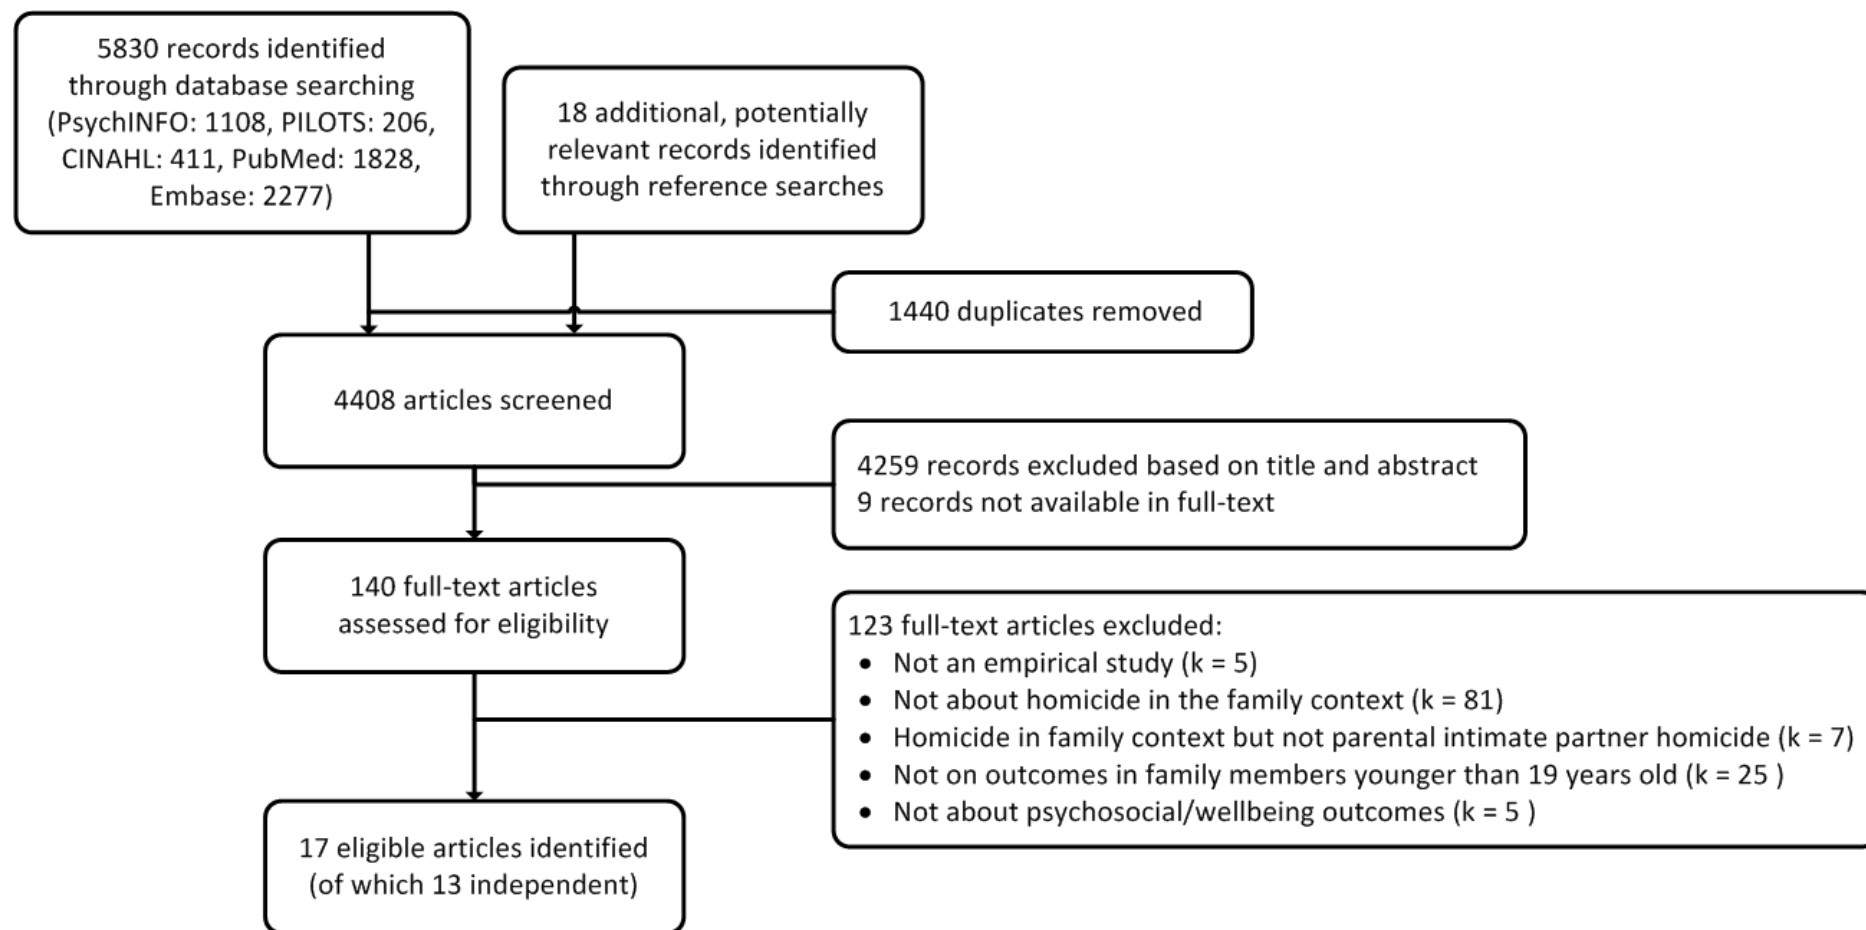 5830 records identified
through database searching
(PsychINFO: 1108, PILOTS: 206,
CINAHL: 411, PubMed: 1828,
Embase: 2277)
18 additional, potentially
relevant records identified
through reference searches
1440 duplicates removed
4408 articles screened
4259 records excluded based on title and abstract
9 records not available in full-text
140 full-text articles
assessed for eligibility
123 full-text articles excluded:
• Not an empirical study (k = 5)
• Not about homicide in the family context (k = 81)
• Homicide in family context but not parental intimate partner homicide (k = 7)
• Not on outcomes in family members younger than 19 years old (k = 25 )
• Not about psychosocial/wellbeing outcomes (k = 5 )
17 eligible articles identified
(of which 13 independent)